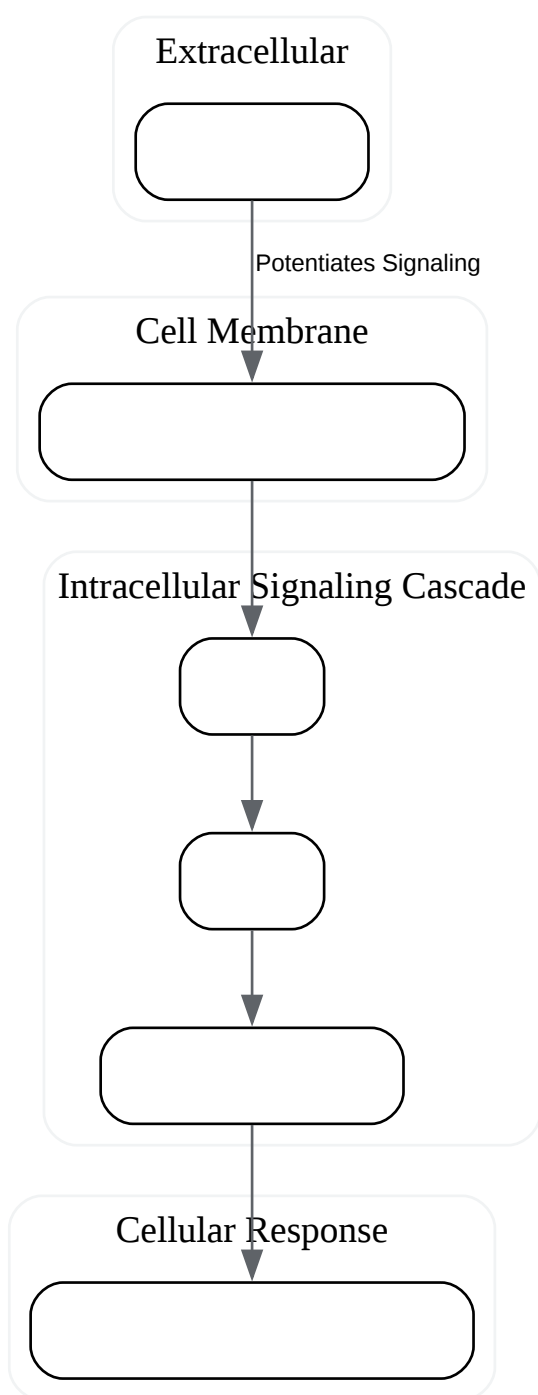 Extracellular
Potentiates Signaling
Cell Membrane
Intracellular Signaling Cascade
Cellular Response